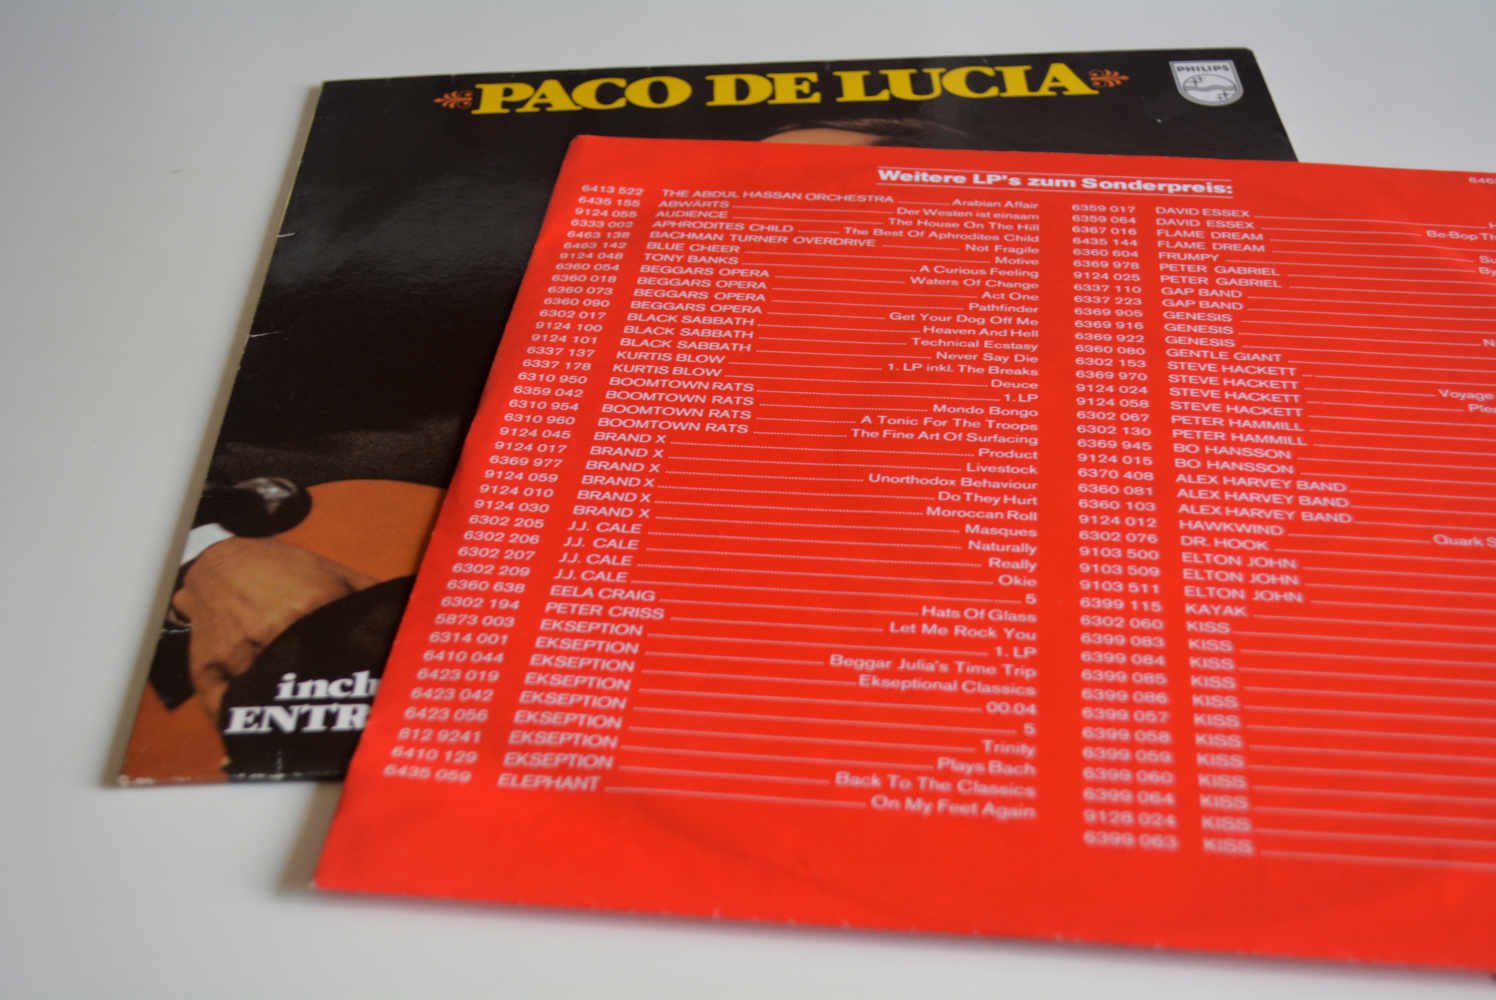 PACO DE LUCIA
PHILIPS
incl
ENTR
Weitere LP's zum Sonderpreis:
6413 522 THE ABDUL HASSAN ORCHESTRA Arabian Affair
6435 155 ABWÄRTS Der Westen ist einsam
9124 055 AUDIENCE The House On The Hill
6333 002 APHRODITES CHILD The Best Of Aphrodites Child
6463 138 BACHMAN TURNER OVERDRIVE Not Fragile
6463 142 BLUE CHEER Motive
9124 048 TONY BANKS A Curious Feeling
6360 054 BEGGARS OPERA Waters Of Change
6360 018 BEGGARS OPERA Act One
6360 073 BEGGARS OPERA Pathfinder
6360 090 BEGGARS OPERA Get Your Dog Off Me
6302 017 BLACK SABBATH Heaven And Hell
9124 100 BLACK SABBATH Technical Ecstasy
9124 101 BLACK SABBATH Never Say Die
6337 137 KURTIS BLOW 1. LP inkl. The Breaks
6337 178 KURTIS BLOW Deuce
6310 950 BOOMTOWN RATS 1. LP
6359 042 BOOMTOWN RATS Mondo Bongo
6310 954 BOOMTOWN RATS A Tonic For The Troops
6310 960 BOOMTOWN RATS The Fine Art Of Surfacing
9124 045 BRAND X Product
9124 017 BRAND X Livestock
6369 977 BRAND X Unorthodox Behaviour
9124 059 BRAND X Do They Hurt
9124 010 BRAND X Moroccan Roll
9124 030 BRAND X Masques
6302 205 J.J. CALE Naturally
6302 206 J.J. CALE Really
6302 207 J.J. CALE Okie
6302 209 J.J. CALE 5
6360 638 EELA CRAIG Hats Of Glass
6302 194 PETER CRISS Let Me Rock You
5873 003 EKSEPTION 1. LP
6314 001 EKSEPTION Beggar Julia's Time Trip
6410 044 EKSEPTION Ekseptional Classics
6423 019 EKSEPTION 00.04
6423 042 EKSEPTION 5
6423 056 EKSEPTION Trinity
812 9241 EKSEPTION Plays Bach
6410 129 EKSEPTION Back To The Classics
6435 059 ELEPHANT On My Feet Again
6359 017 DAVID ESSEX
6359 064 DAVID ESSEX Be-Bop Th
6367 016 FLAME DREAM
6435 144 FLAME DREAM Su
6360 604 FRUMPY By
6369 978 PETER GABRIEL
9124 025 PETER GABRIEL
6337 110 GAP BAND
6337 223 GAP BAND
6369 905 GENESIS
6369 916 GENESIS N
6369 922 GENESIS
6360 080 GENTLE GIANT
6302 153 STEVE HACKETT
6369 970 STEVE HACKETT Voyage
9124 024 STEVE HACKETT Plea
9124 058 STEVE HACKETT
6302 067 PETER HAMMILL
6302 130 PETER HAMMILL
6369 945 BO HANSSON
9124 015 BO HANSSON
6370 408 ALEX HARVEY BAND
6360 081 ALEX HARVEY BAND
6360 103 ALEX HARVEY BAND
9124 012 HAWKWIND Quark S
6302 076 DR. HOOK
9103 500 ELTON JOHN
9103 509 ELTON JOHN
9103 511 ELTON JOHN
6399 115 KAYAK
6302 060 KISS
6399 083 KISS
6399 084 KISS
6399 085 KISS
6399 086 KISS
6399 057 KISS
6399 058 KISS
6399 059 KISS
6399 060 KISS
6399 064 KISS
9128 024 KISS
6399 063 KISS